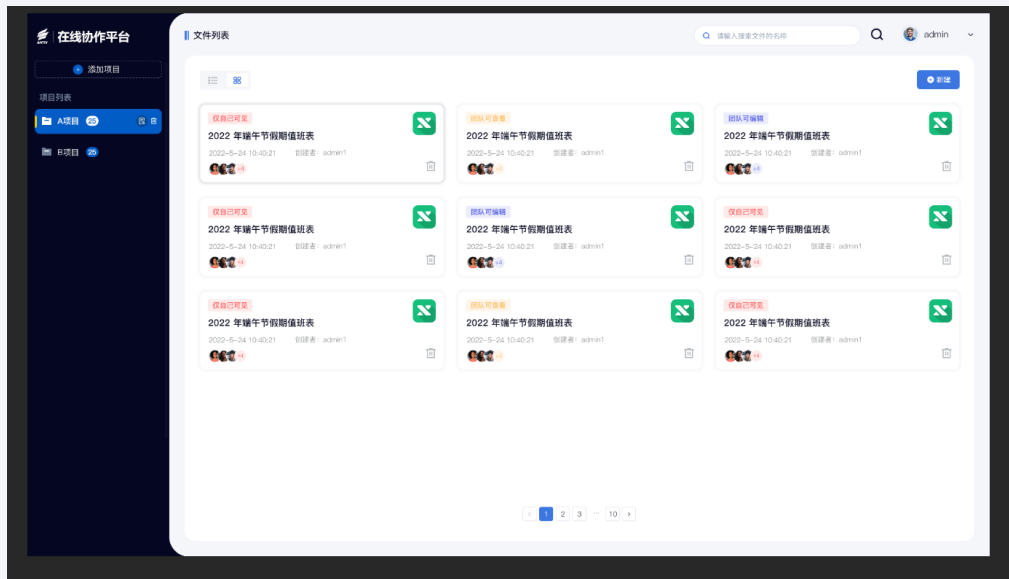 在线协作平台
文件列表
请输入搜索文件的名称
admin
添加项目
新建
项目列表
A项目 25
B项目 25
仅自己可见
2022 年端午节假期值班表
2022-5-24 10:40:21 创建者：admin1
+4
团队可查看
2022 年端午节假期值班表
2022-5-24 10:40:21 创建者：admin1
+4
团队可编辑
2022 年端午节假期值班表
2022-5-24 10:40:21 创建者：admin1
+4
仅自己可见
2022 年端午节假期值班表
2022-5-24 10:40:21 创建者：admin1
+4
团队可编辑
2022 年端午节假期值班表
2022-5-24 10:40:21 创建者：admin1
+4
仅自己可见
2022 年端午节假期值班表
2022-5-24 10:40:21 创建者：admin1
+4
仅自己可见
2022 年端午节假期值班表
2022-5-24 10:40:21 创建者：admin1
+4
团队可查看
2022 年端午节假期值班表
2022-5-24 10:40:21 创建者：admin1
+4
仅自己可见
2022 年端午节假期值班表
2022-5-24 10:40:21 创建者：admin1
+4
< 1 2 3 ··· 10 >